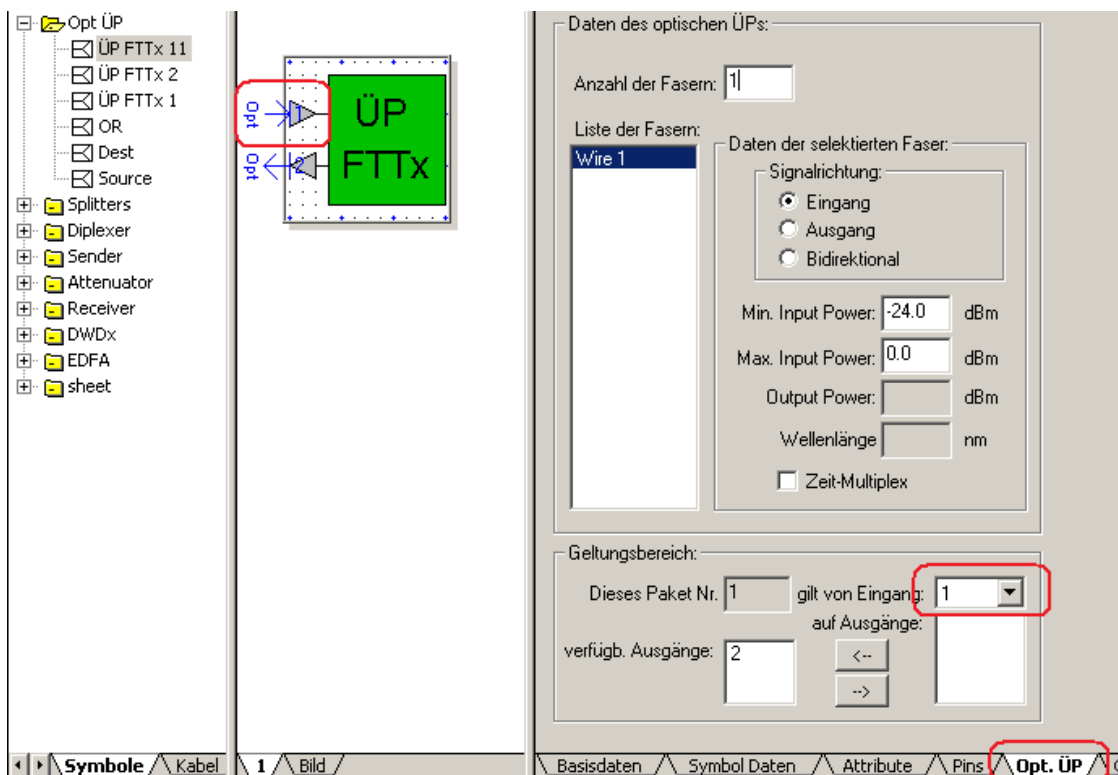 Opt ÜP
ÜP FTTx 11
ÜP FTTx 2
ÜP FTTx 1
OR
Dest
Source
Splitters
Diplexer
Sender
Attenuator
Receiver
DWDx
EDFA
sheet
Symbole
Kabel
Opt
1
Opt
2
ÜP
FTTx
1
Bild
Daten des optischen ÜPs:
Anzahl der Fasern: 1
Liste der Fasern:
Wire 1
Daten der selektierten Faser:
Signalrichtung:
Eingang
Ausgang
Bidirektional
Min. Input Power: -24.0 dBm
Max. Input Power: 0.0 dBm
Output Power: dBm
Wellenlänge nm
Zeit-Multiplex
Geltungsbereich:
Dieses Paket Nr. 1 gilt von Eingang: 1
auf Ausgänge:
verfügb. Ausgänge: 2
<--
-->
Basisdaten
Symbol Daten
Attribute
Pins
Opt. ÜP